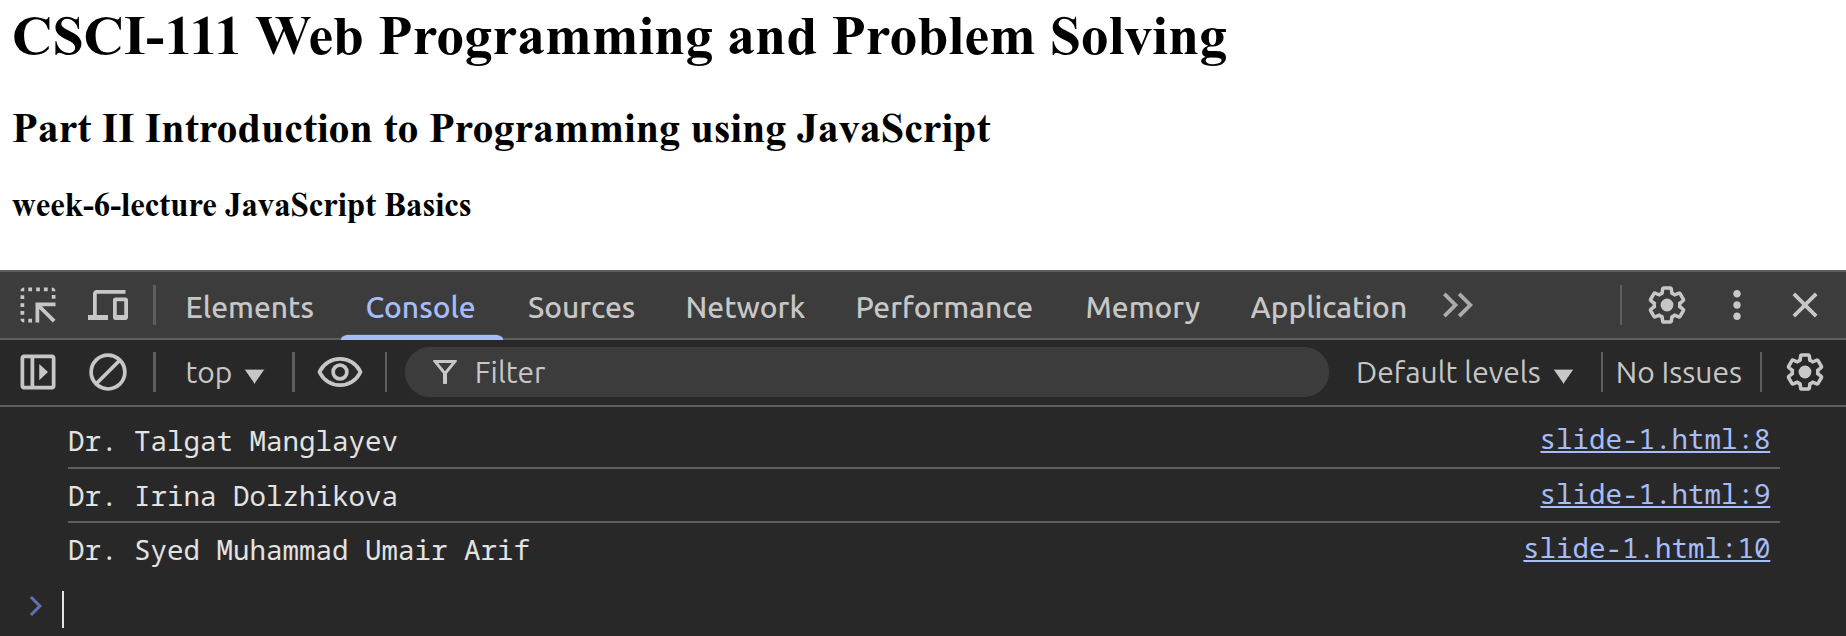 CSCI-111 Web Programming and Problem Solving
Part II Introduction to Programming using JavaScript
week-6-lecture JavaScript Basics
Elements Console Sources Network Performance Memory Application
top Filter Default levels No Issues
Dr. Talgat Manglayev slide-1.html:8
Dr. Irina Dolzhikova slide-1.html:9
Dr. Syed Muhammad Umair Arif slide-1.html:10